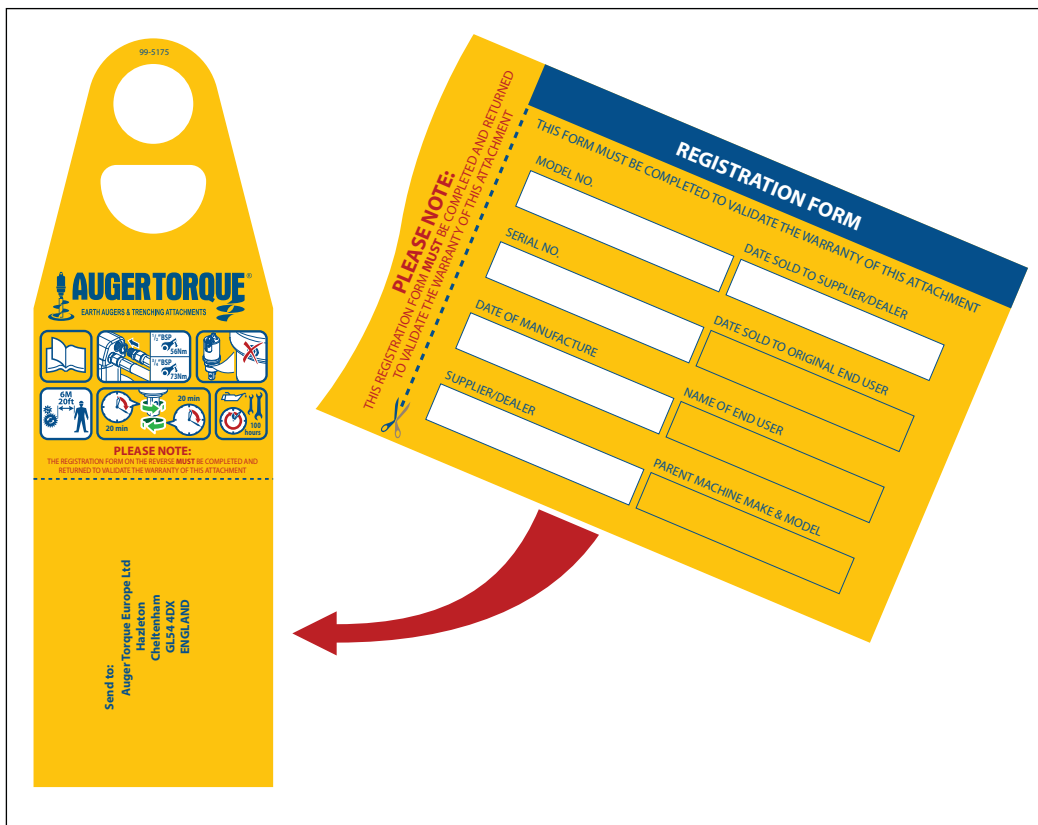 99-5175
AUGERTORQUE®
EARTH AUGERS & TRENCHING ATTACHMENTS
1/2"BSP
56Nm
3/4"BSP
73Nm
6M
20ft
20 min
20 min
100
hours
PLEASE NOTE:
THE REGISTRATION FORM ON THE REVERSE MUST BE COMPLETED AND
RETURNED TO VALIDATE THE WARRANTY OF THIS ATTACHMENT
Send to:
Auger Torque Europe Ltd
Hazleton
Cheltenham
GL54 4DX
ENGLAND
PLEASE NOTE:
THIS REGISTRATION FORM MUST BE COMPLETED AND RETURNED
TO VALIDATE THE WARRANTY OF THIS ATTACHMENT
REGISTRATION FORM
THIS FORM MUST BE COMPLETED TO VALIDATE THE WARRANTY OF THIS ATTACHMENT
MODEL NO.
SERIAL NO.
DATE OF MANUFACTURE
SUPPLIER/DEALER
DATE SOLD TO SUPPLIER/DEALER
DATE SOLD TO ORIGINAL END USER
NAME OF END USER
PARENT MACHINE MAKE & MODEL